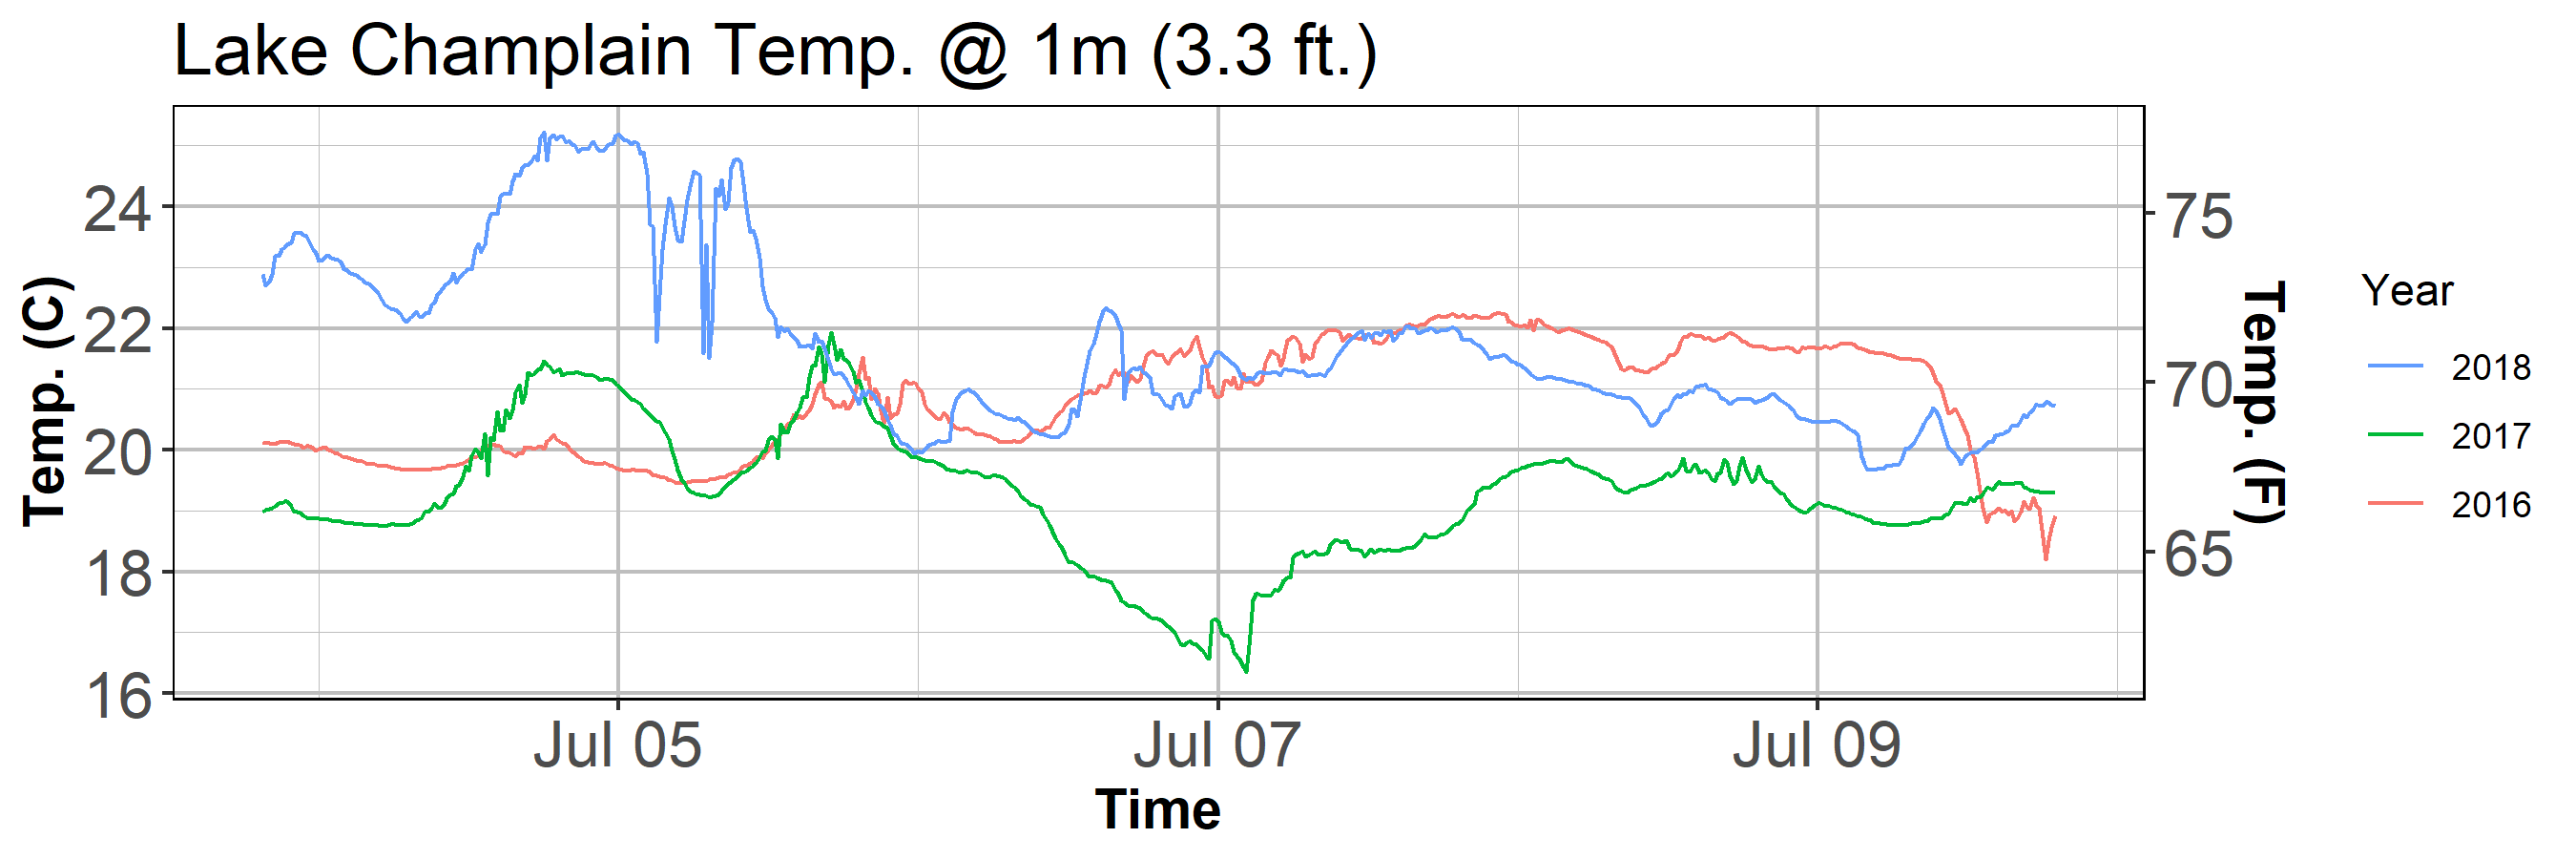 Lake Champlain Temp. @ 1m (3.3 ft.)
Temp. (C)
24
22
20
18
16
75
70
65
Temp. (F)
Jul 05
Jul 07
Jul 09
Time
Year
2018
2017
2016